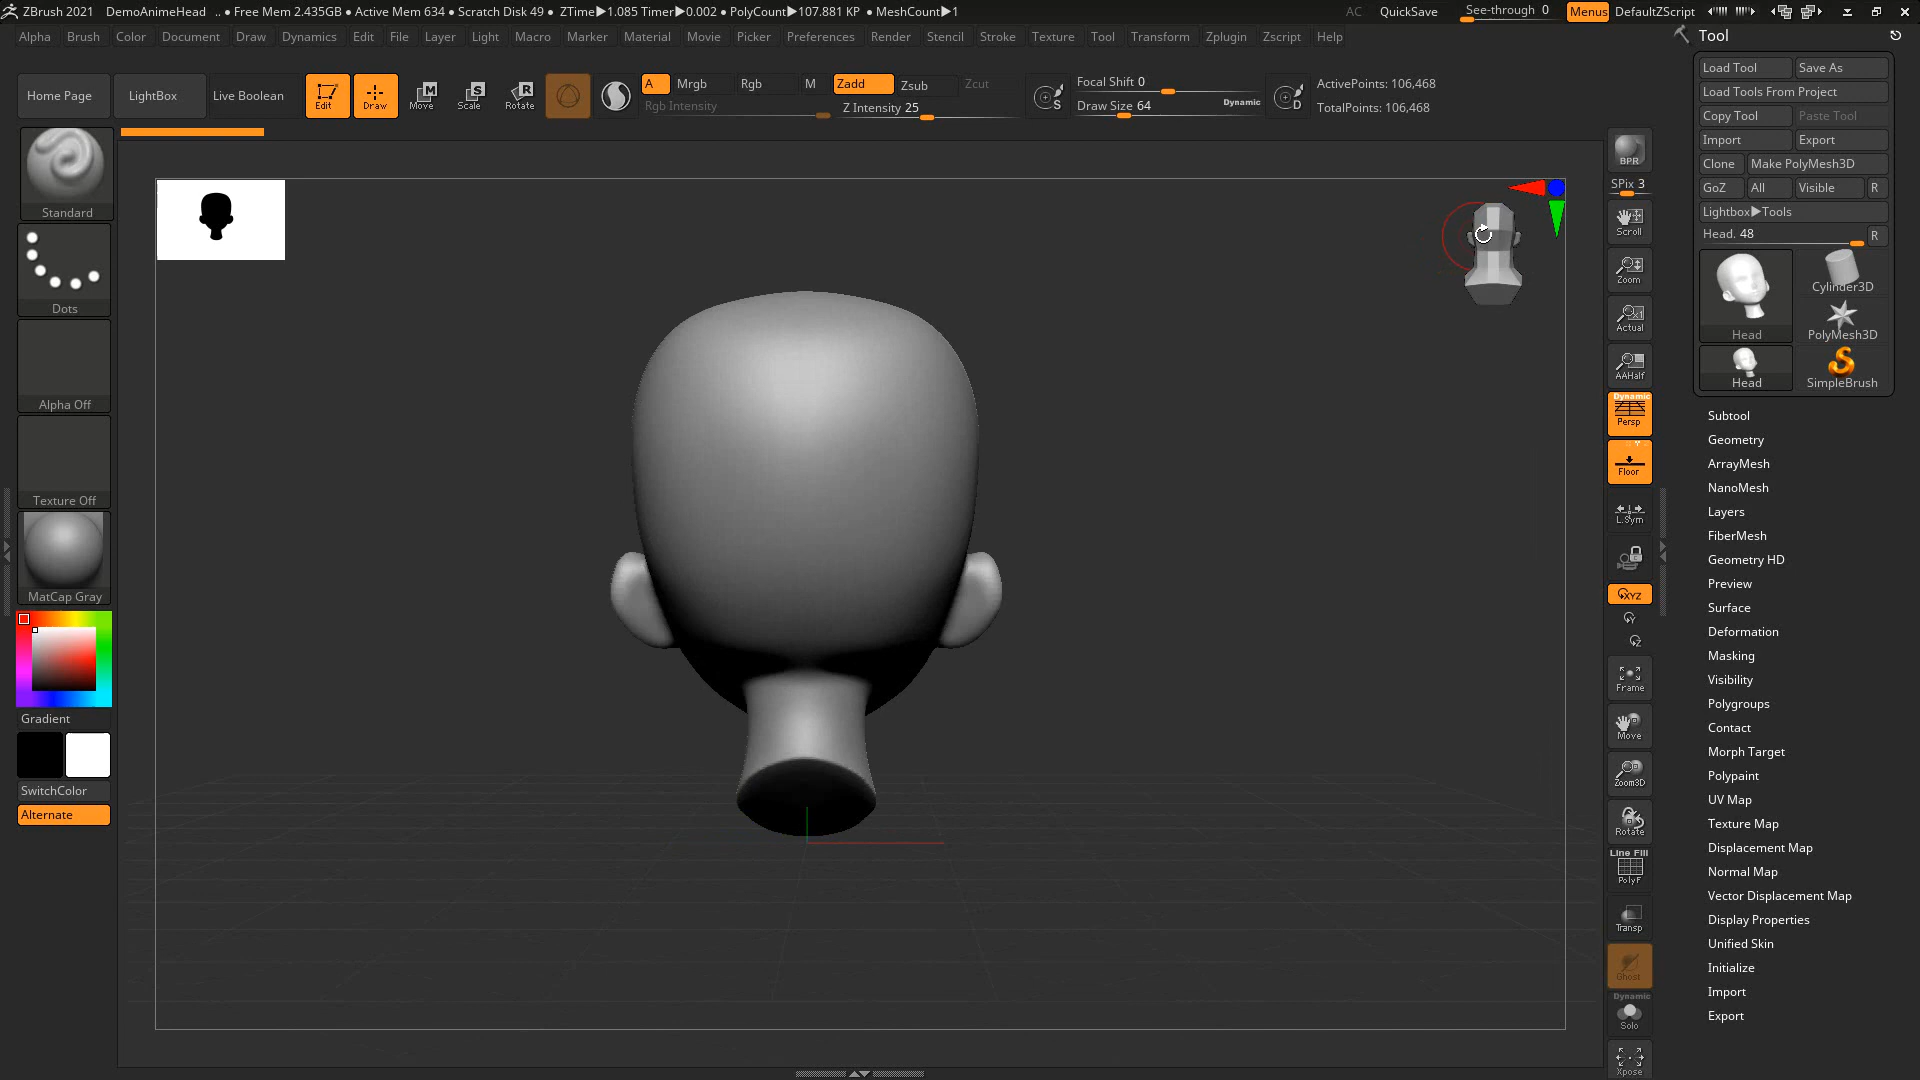 ZBrush 2021 DemoAnimeHead .. • Free Mem 2.435GB • Active Mem 634 • Scratch Disk 49 • ZTime▶1.085 Timer▶0.002 • PolyCount▶107.881 KP • MeshCount▶1 AC QuickSave See-through 0 Menus DefaultZScript
Alpha Brush Color Document Draw Dynamics Edit File Layer Light Macro Marker Material Movie Picker Preferences Render Stencil Stroke Texture Tool Transform Zplugin Zscript Help
Home Page LightBox Live Boolean Edit Draw Move Scale Rotate
M S R
A Mrgb Rgb M Zadd Zsub Zcut
Rgb Intensity Z Intensity 25
S Focal Shift 0
Draw Size 64 Dynamic
D ActivePoints: 106,468
TotalPoints: 106,468
Standard
Dots
Alpha Off
Texture Off
MatCap Gray
Gradient
SwitchColor
Alternate
BPR
SPix 3
Scroll
Zoom
Actual
AAHalf
Dynamic
Persp
Floor
L.Sym
XYZ
Y
Z
Frame
Move
Zoom3D
Rotate
Line Fill
PolyF
Transp
Ghost
Dynamic
Solo
Xpose
Tool
Load Tool Save As
Load Tools From Project
Copy Tool Paste Tool
Import Export
Clone Make PolyMesh3D
GoZ All Visible R
Lightbox▶Tools
Head. 48 R
Head Cylinder3D
PolyMesh3D
Head SimpleBrush
Subtool
Geometry
ArrayMesh
NanoMesh
Layers
FiberMesh
Geometry HD
Preview
Surface
Deformation
Masking
Visibility
Polygroups
Contact
Morph Target
Polypaint
UV Map
Texture Map
Displacement Map
Normal Map
Vector Displacement Map
Display Properties
Unified Skin
Initialize
Import
Export